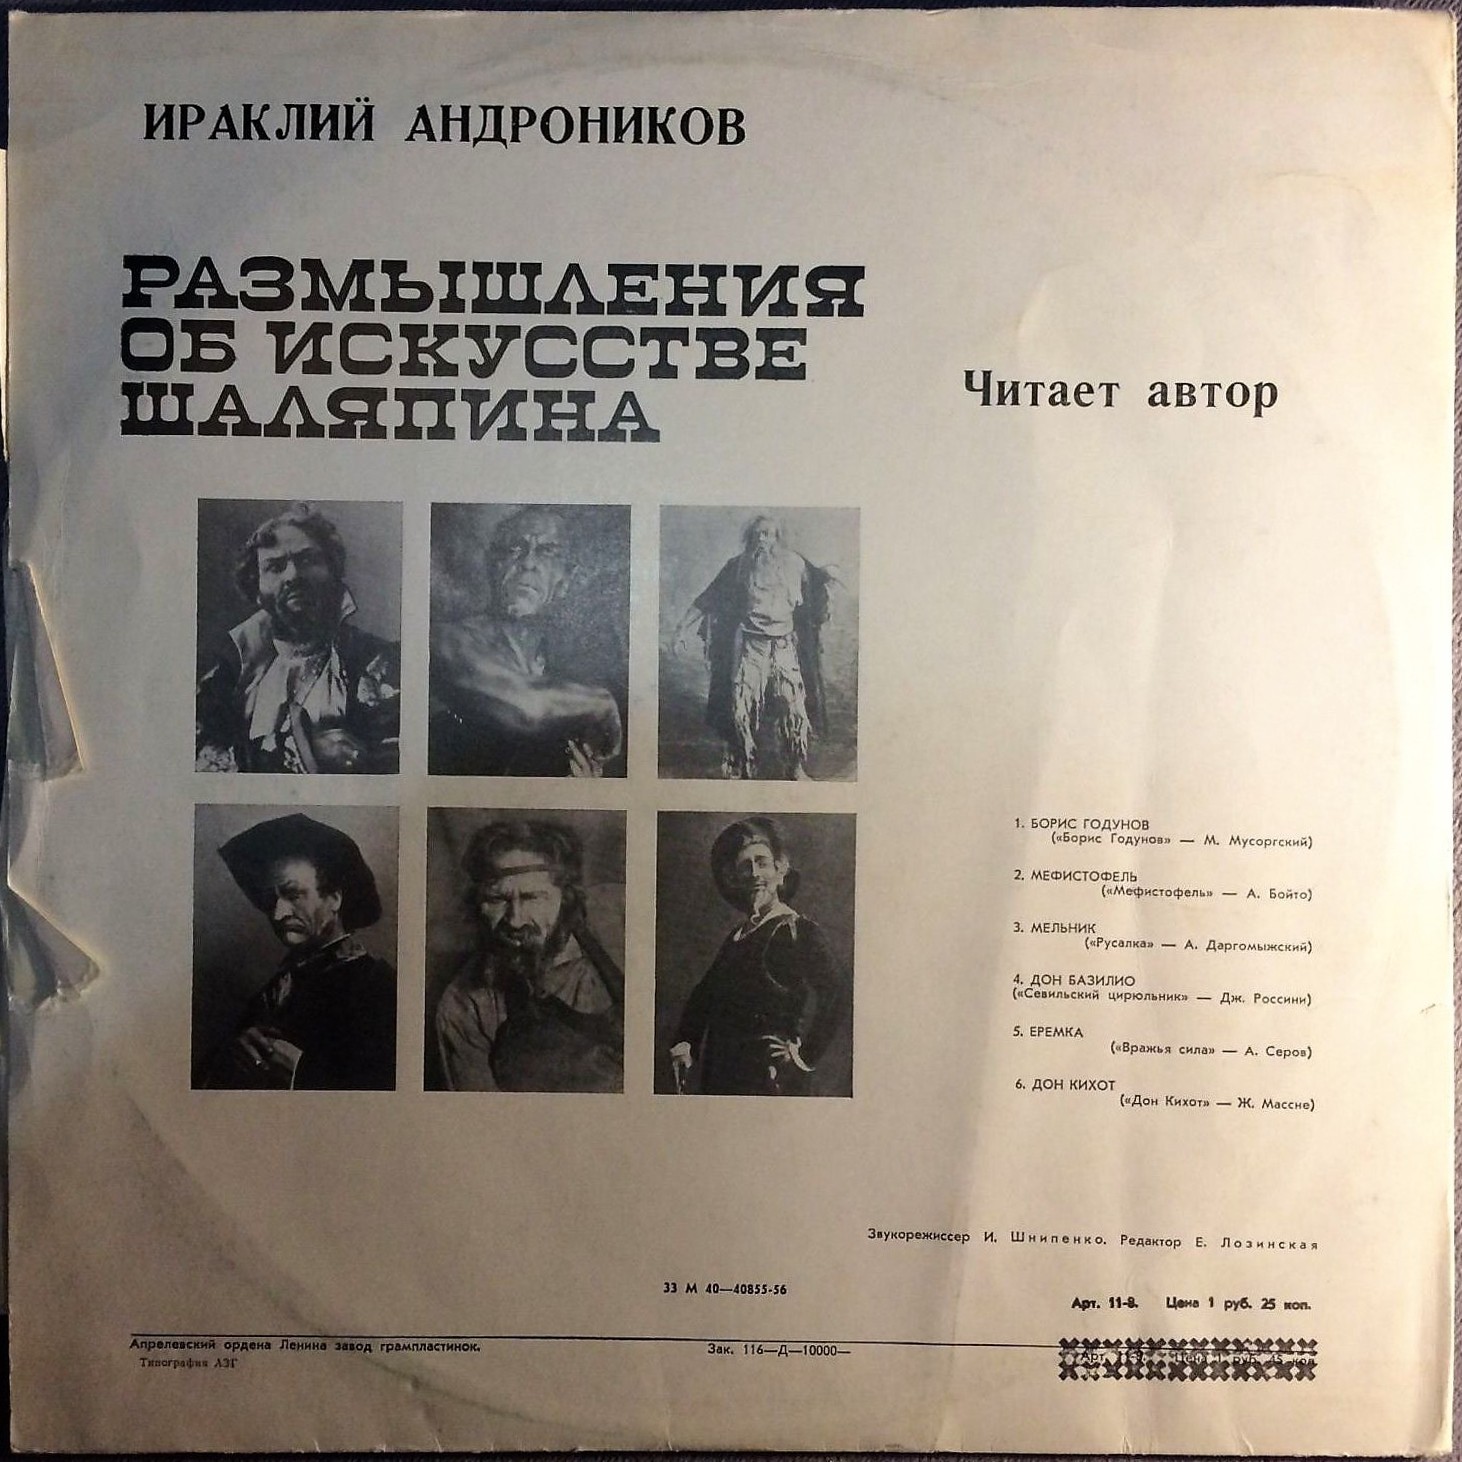 ИРАКЛИЙ АНДРОНИКОВ
РАЗМЫШЛЕНИЯ
ОБ ИСКУССТВЕ
ШАЛЯПИНА
Читает автор
1. БОРИС ГОДУНОВ
(«Борис Годунов» — М. Мусоргский)
2. МЕФИСТОФЕЛЬ
(«Мефистофель» — А. Бойто)
3. МЕЛЬНИК
(«Русалка» — А. Даргомыжский)
4. ДОН БАЗИЛИО
(«Севильский цирюльник» — Дж. Россини)
5. ЕРЕМКА
(«Вражья сила» — А. Серов)
6. ДОН КИХОТ
(«Дон Кихот» — Ж. Массне)
Звукорежиссер И. Шнипенко. Редактор Е. Лозинская
33 М 40—40855-56
Арт. 11-8. Цена 1 руб. 25 коп.
Апрелевский ордена Ленина завод грампластинок.
Типография АЗГ
Зак. 116—Д—10000—